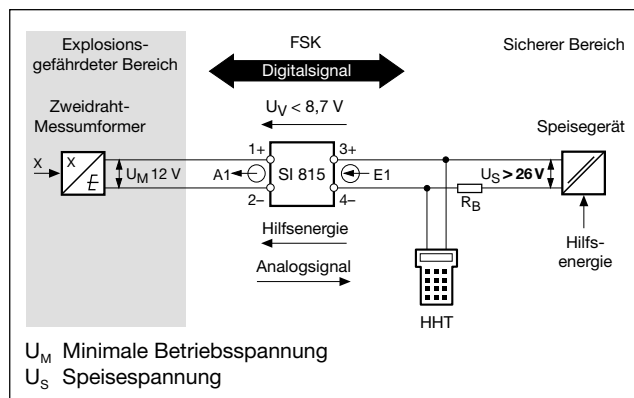 Explosions-
gefährdeter Bereich
FSK
Digitalsignal
Sicherer Bereich
Zweidraht-
Messumformer
U_V < 8,7 V
Speisegerät
1+
3+
X
X
E
U_M 12 V
A1
SI 815
E1
U_S > 26 V
2–
4–
R_B
Hilfsenergie
Analogsignal
HHT
Hilfs-
energie
U_M Minimale Betriebsspannung
U_S Speisespannung